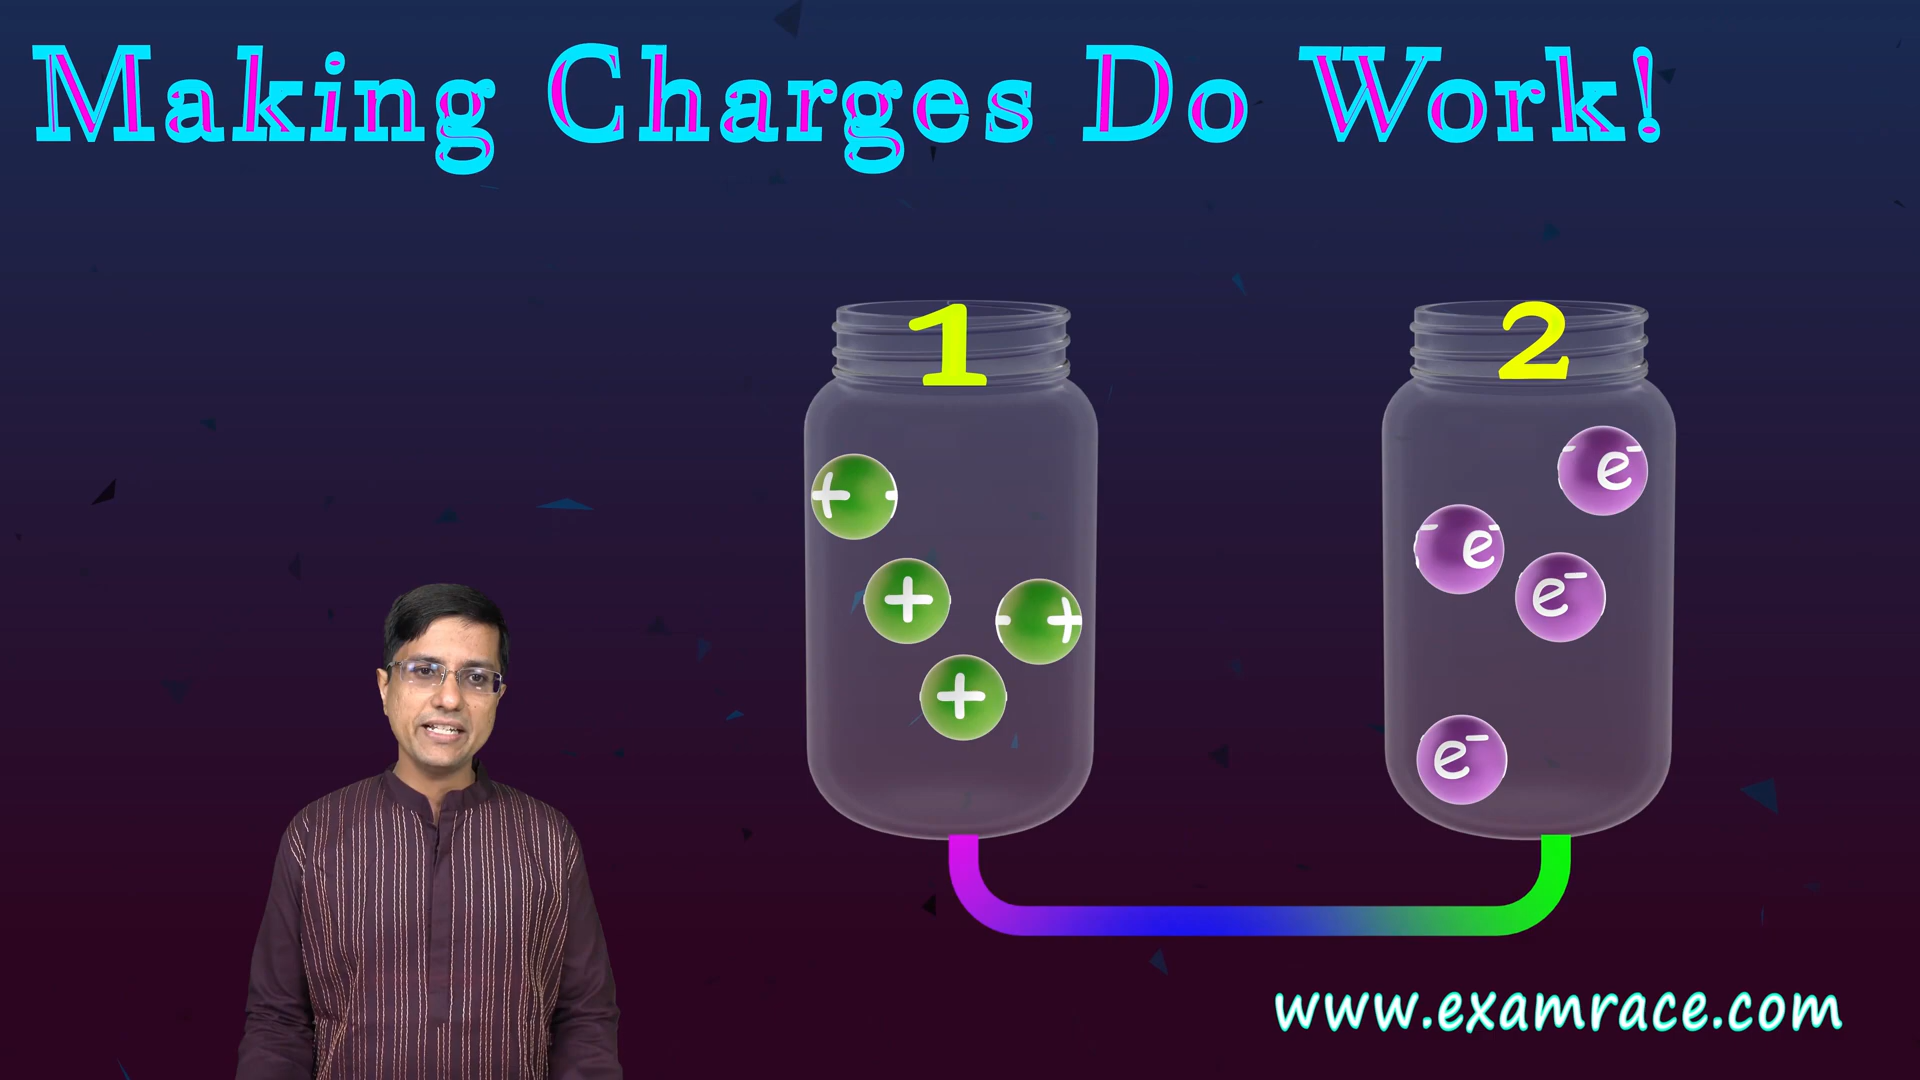 Making Charges Do Work!
1
2
+
+
+
+
e⁻
e⁻
e⁻
e⁻
www.examrace.com